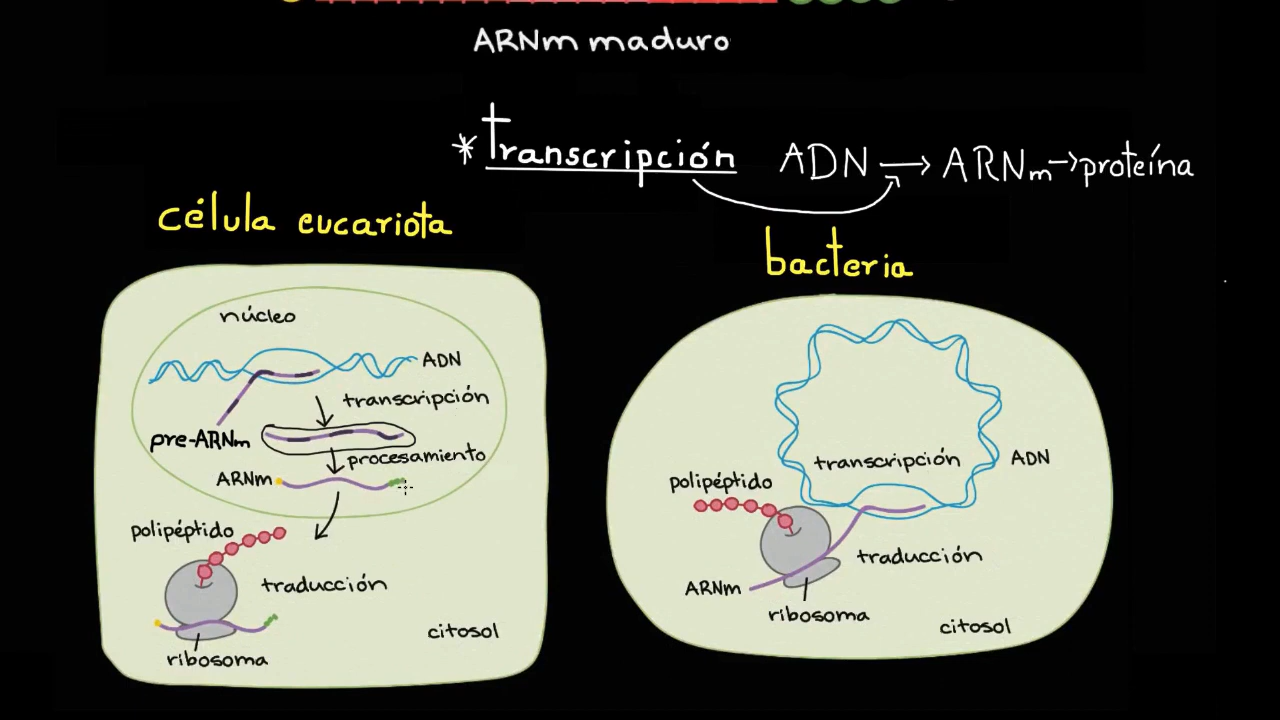 ARNm maduro
* transcripción ADN → ARNm → proteína
célula eucariota
bacteria
núcleo
ADN
transcripción
pre-ARNm
procesamiento
ARNm
polipéptido
traducción
citosol
ribosoma
transcripción
ADN
polipéptido
traducción
ARNm
ribosoma
citosol